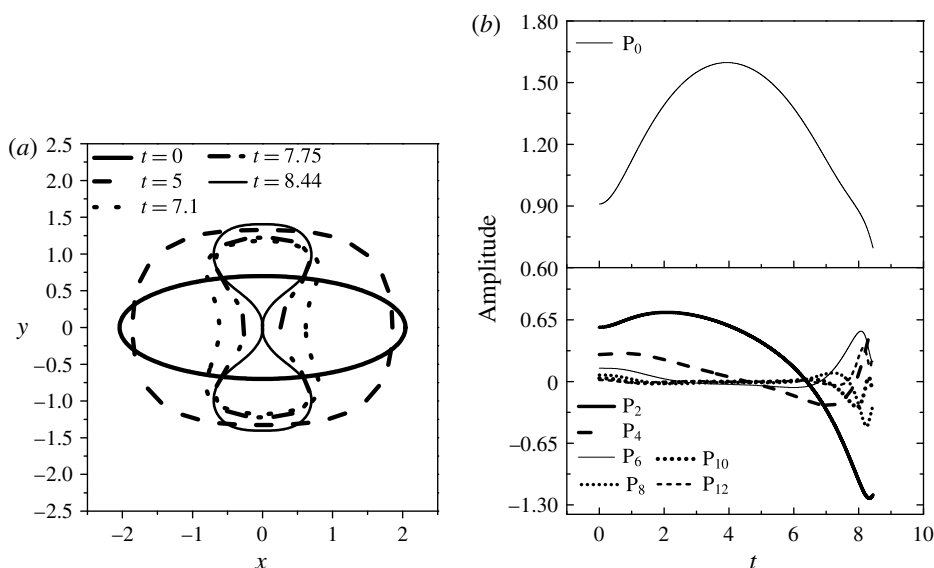 (a)
2.5
2.0
1.5
1.0
0.5
0
−0.5
−1.0
−1.5
−2.0
−2.5
y
t = 0
t = 5
t = 7.1
t = 7.75
t = 8.44
−2 −1 0 1 2
x
(b)
1.80
1.50
1.20
0.90
0.60
P0
Amplitude
0.65
0
−0.65
−1.30
P2
P4
P6
P8
P10
P12
0 2 4 6 8 10
t